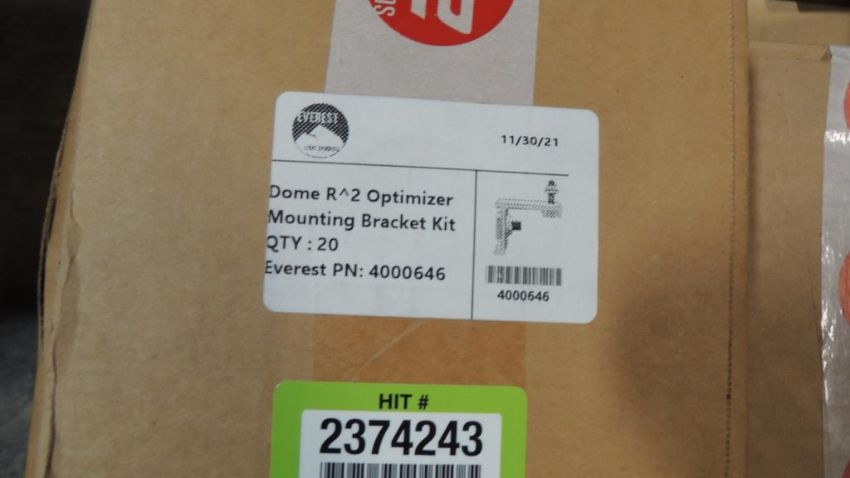 EVEREST
11/30/21
Dome R^2 Optimizer
Mounting Bracket Kit
QTY : 20
Everest PN: 4000646
4000646
HIT #
2374243